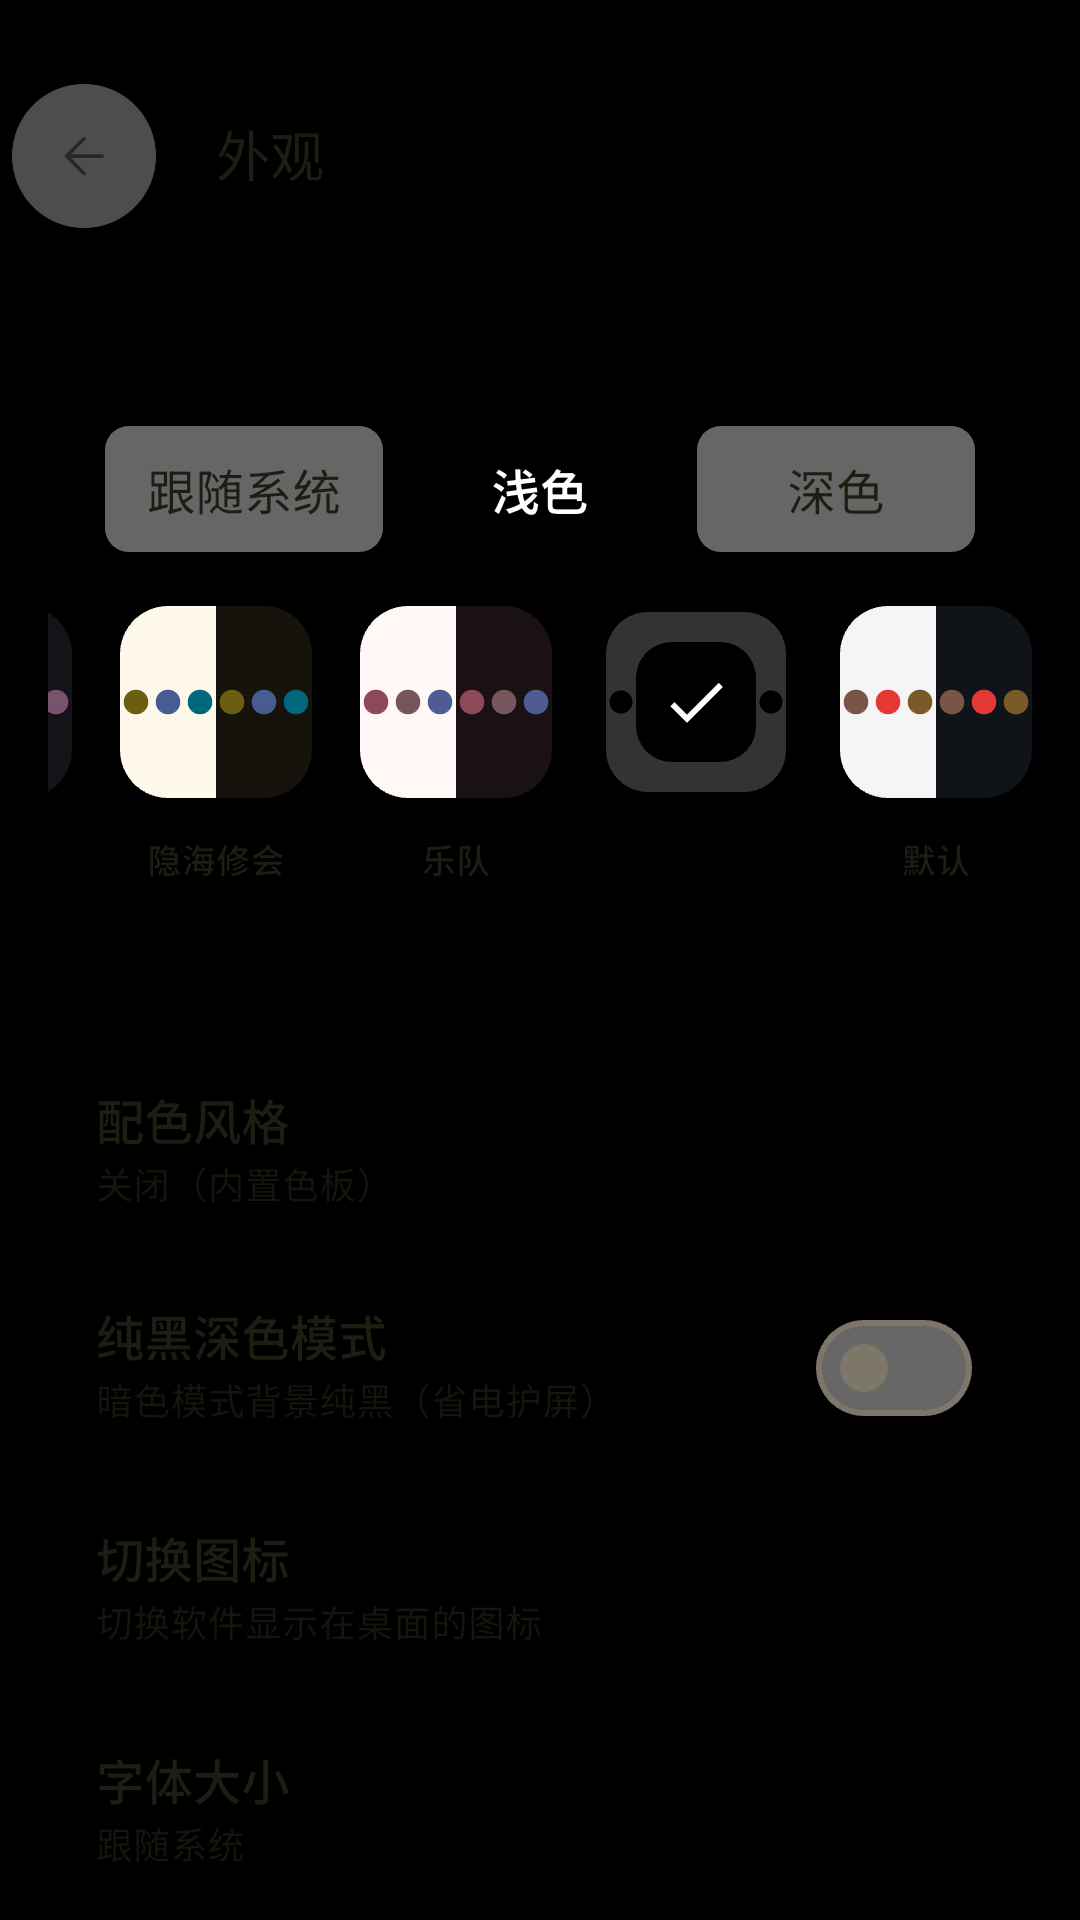 外观
跟随系统 浅色 深色
隐海修会 乐队 默认
配色风格
关闭（内置色板）
纯黑深色模式
暗色模式背景纯黑（省电护屏）
切换图标
切换软件显示在桌面的图标
字体大小
跟随系统